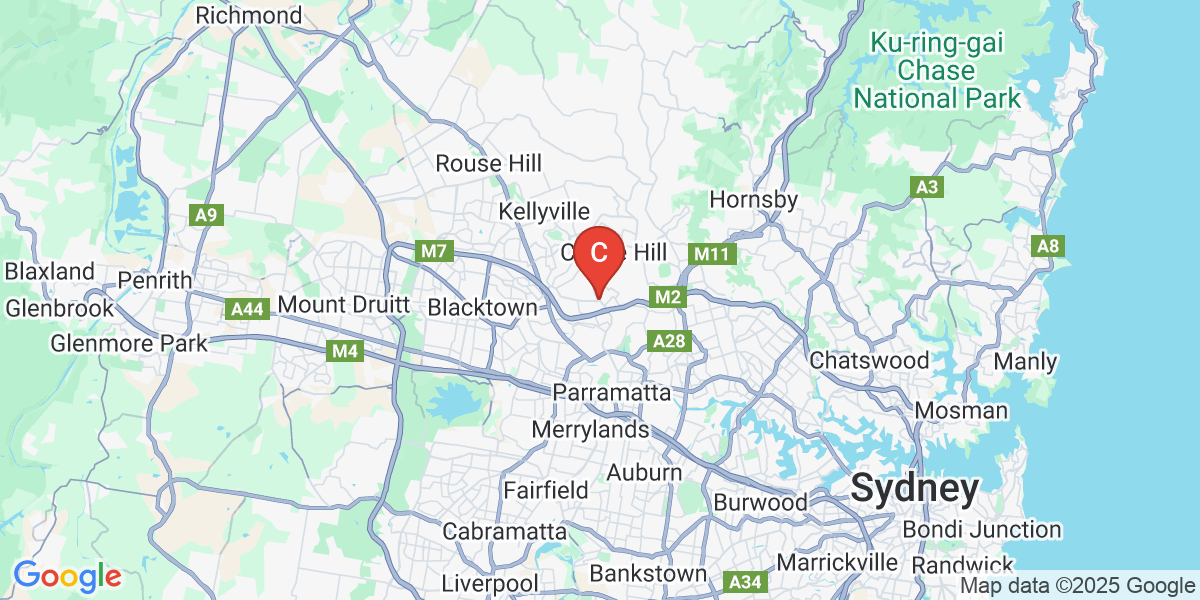 Richmond
Ku-ring-gai
Chase
National Park
Rouse Hill
A3
Hornsby
Kellyville
A9
A8
M7
C
Hill
M11
Blaxland
Penrith
M2
Glenbrook
A44
Mount Druitt
Blacktown
Glenmore Park
M4
A28
Chatswood
Manly
Parramatta
Mosman
Merrylands
Auburn
Sydney
Fairfield
Burwood
Cabramatta
Bondi Junction
Marrickville
Randwick
Google
Liverpool
Bankstown
A34
Map data ©2025 Google